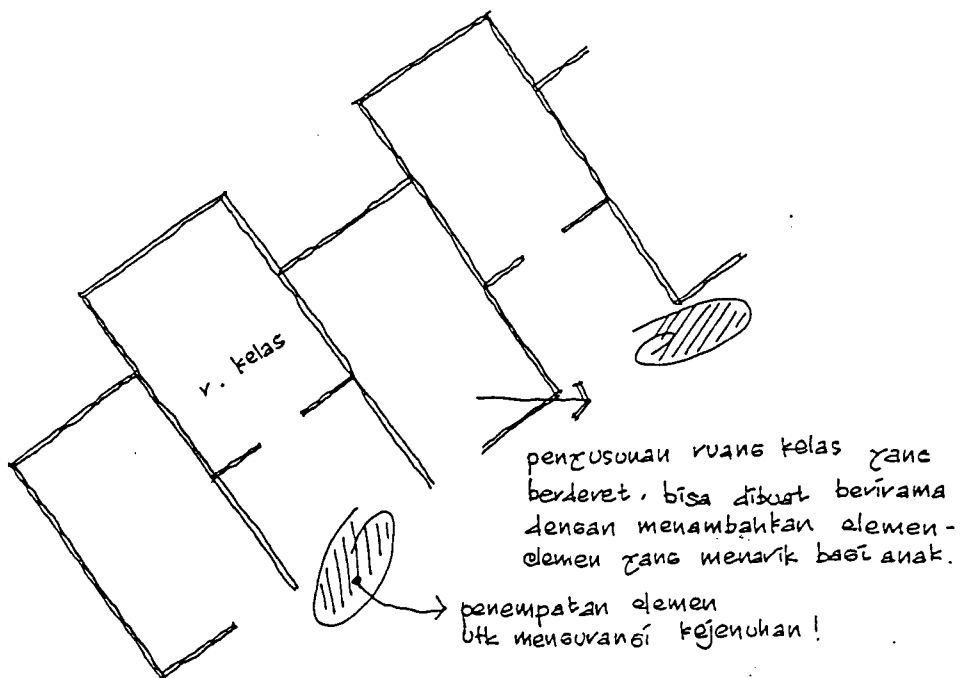 r. kelas
penyusunan ruang kelas yang
berderet, bisa dibuat berirama
dengan menambahkan elemen-
elemen yang menarik bagi anak.
penempatan elemen
utk mengurangi kejenuhan!